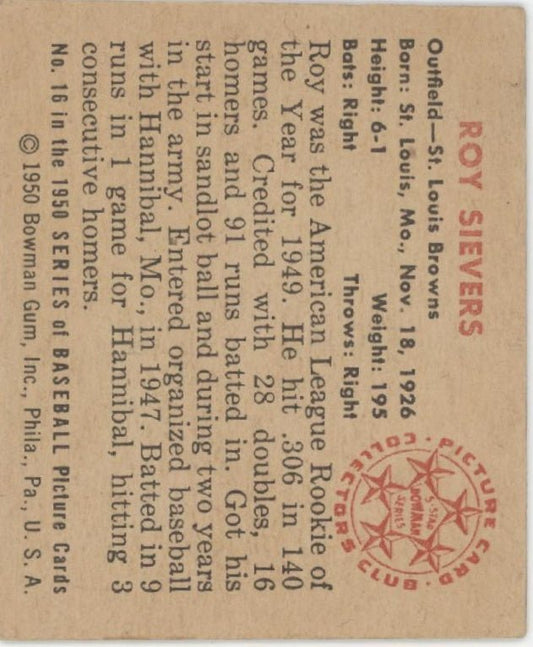 ROY SIEVERS
Outfield—St. Louis Browns
Born: St. Louis, Mo., Nov. 18, 1926
Height: 6-1 Weight: 195
Bats: Right Throws: Right
Roy was the American League Rookie of
the Year for 1949. He hit .306 in 140
games. Credited with 28 doubles, 16
homers and 91 runs batted in. Got his
start in sandlot ball and during two years
in the army. Entered organized baseball
with Hannibal, Mo., in 1947. Batted in 9
runs in 1 game for Hannibal, hitting 3
consecutive homers.
No. 16 in the 1950 SERIES of BASEBALL Picture Cards
© 1950 Bowman Gum, Inc., Phila., Pa., U. S. A.
PICTURE CARD
COLLECTORS CLUB
5-STAR
BOWMAN
SERIES